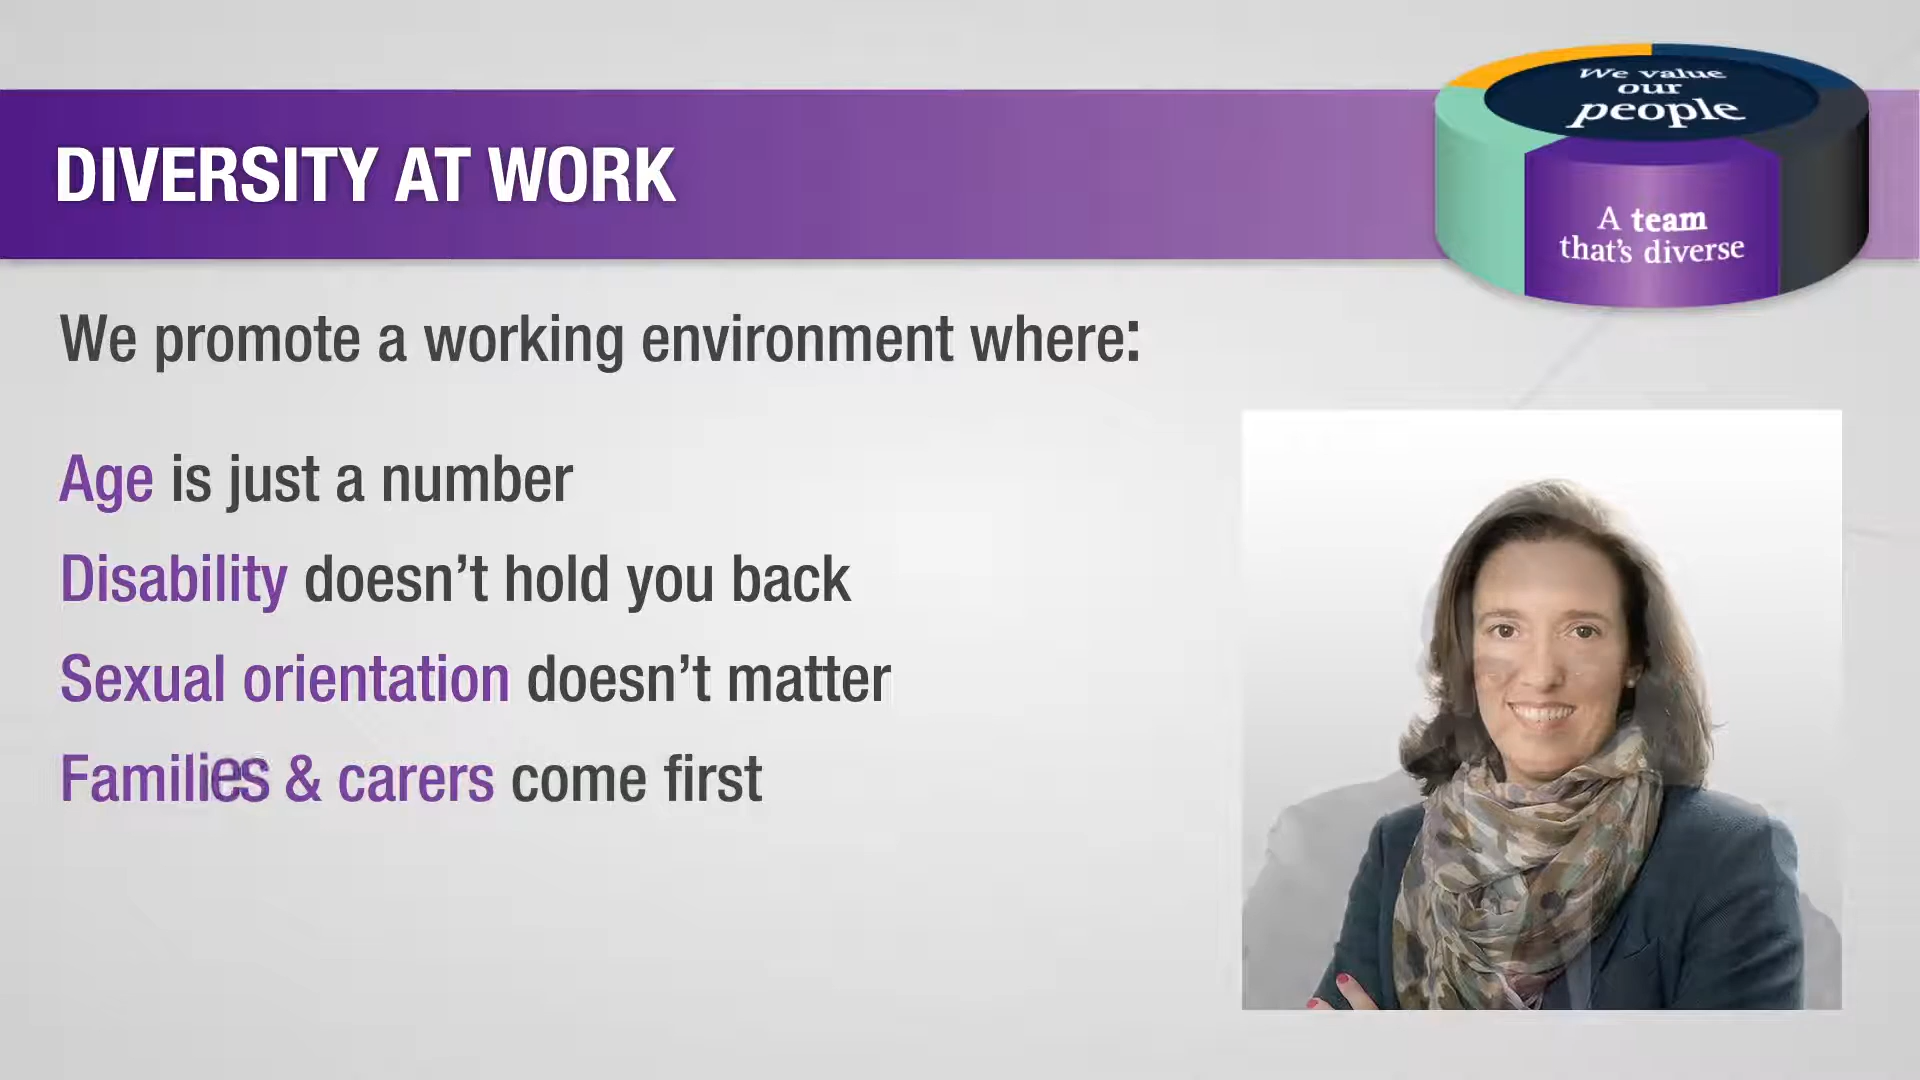 We value
our
people
DIVERSITY AT WORK
A team
that’s diverse
We promote a working environment where:
Age is just a number
Disability doesn’t hold you back
Sexual orientation doesn’t matter
Families & carers come first